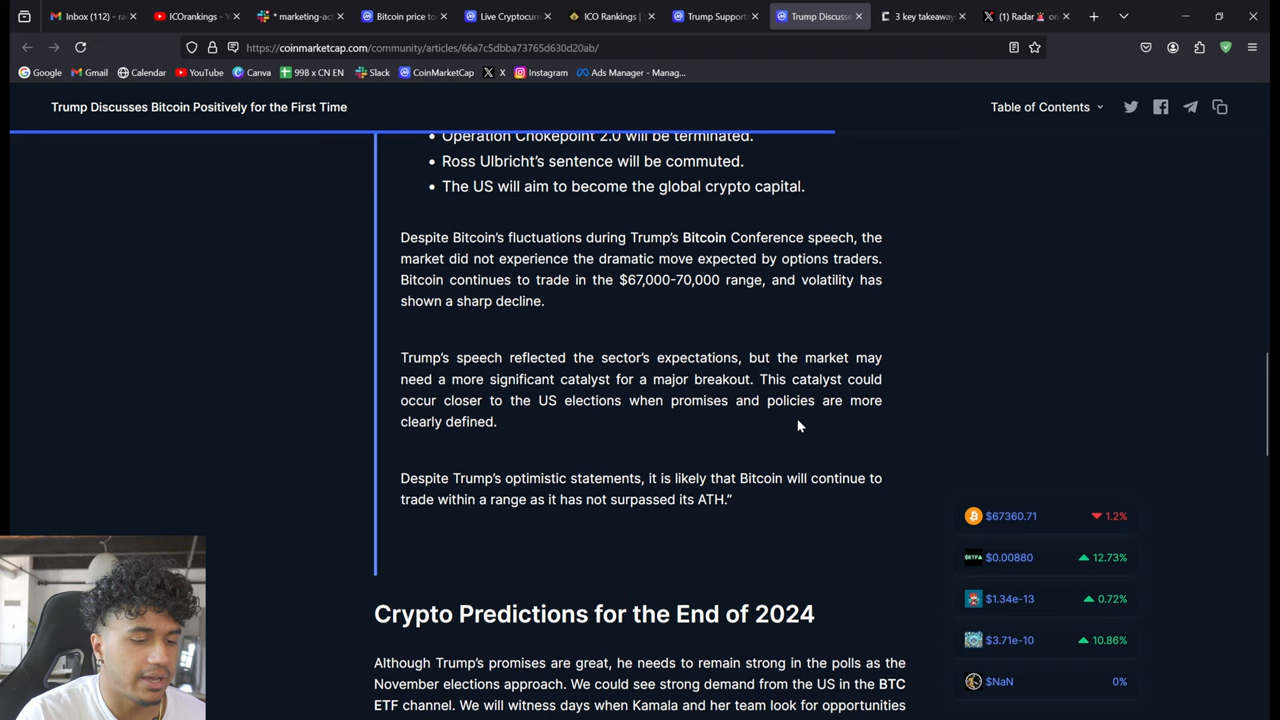 Inbox (112) - ra
ICOrankings - Y
* marketing-ac
Bitcoin price to
Live Cryptocurr
ICO Rankings |
Trump Support
Trump Discusse
3 key takeaway
(1) Radar🚨 on
https://coinmarketcap.com/community/articles/66a7c5dbba73765d630d20ab/
Google
Gmail
Calendar
YouTube
Canva
99B x CN EN
Slack
CoinMarketCap
X
Instagram
Ads Manager - Manag...
Trump Discusses Bitcoin Positively for the First Time
Table of Contents
• Operation Chokepoint 2.0 will be terminated.
• Ross Ulbricht’s sentence will be commuted.
• The US will aim to become the global crypto capital.
Despite Bitcoin’s fluctuations during Trump’s Bitcoin Conference speech, the
market did not experience the dramatic move expected by options traders.
Bitcoin continues to trade in the $67,000-70,000 range, and volatility has
shown a sharp decline.
Trump’s speech reflected the sector’s expectations, but the market may
need a more significant catalyst for a major breakout. This catalyst could
occur closer to the US elections when promises and policies are more
clearly defined.
Despite Trump’s optimistic statements, it is likely that Bitcoin will continue to
trade within a range as it has not surpassed its ATH.”
$67360.71 1.2%
$0.00880 12.73%
$1.34e-13 0.72%
$3.71e-10 10.86%
$NaN 0%
Crypto Predictions for the End of 2024
Although Trump’s promises are great, he needs to remain strong in the polls as the
November elections approach. We could see strong demand from the US in the BTC
ETF channel. We will witness days when Kamala and her team look for opportunities